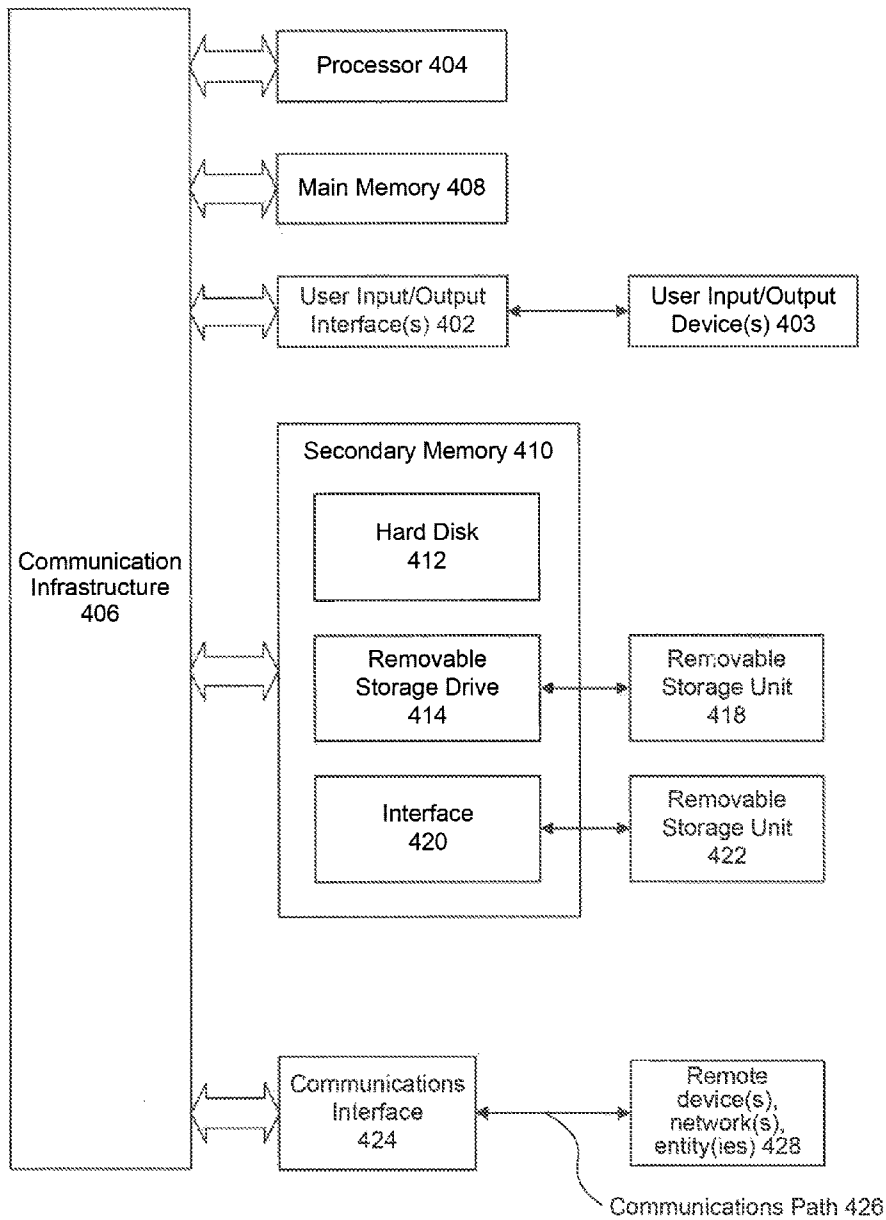 Processor 404
Main Memory 408
User Input/Output
Interface(s) 402
User Input/Output
Device(s) 403
Secondary Memory 410
Hard Disk
412
Communication
Infrastructure
406
Removable
Storage Drive
414
Removable
Storage Unit
418
Interface
420
Removable
Storage Unit
422
Communications
Interface
424
Remote
device(s),
network(s),
entity(ies) 428
Communications Path 426